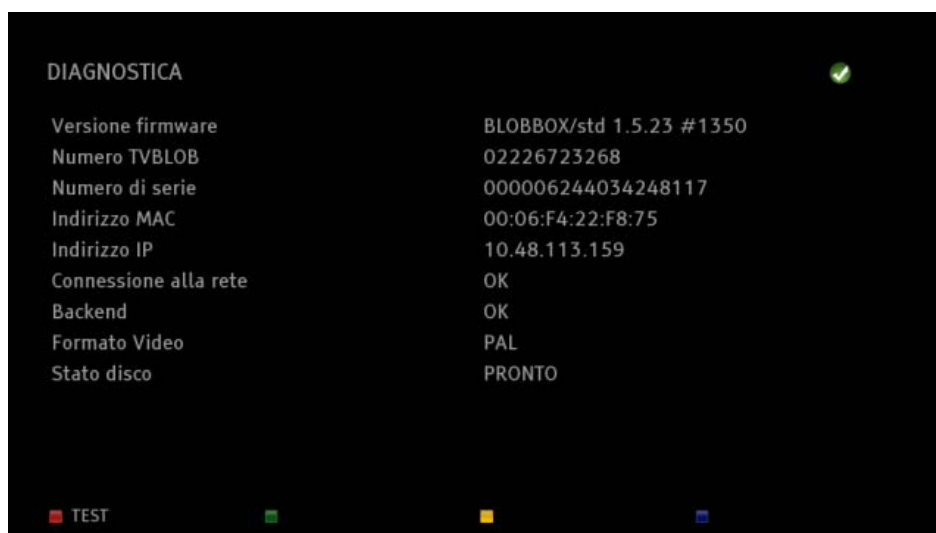 DIAGNOSTICA
Versione firmware BLOBBOX/std 1.5.23 #1350
Numero TVBLOB 02226723268
Numero di serie 000006244034248117
Indirizzo MAC 00:06:F4:22:F8:75
Indirizzo IP 10.48.113.159
Connessione alla rete OK
Backend OK
Formato Video PAL
Stato disco PRONTO
TEST